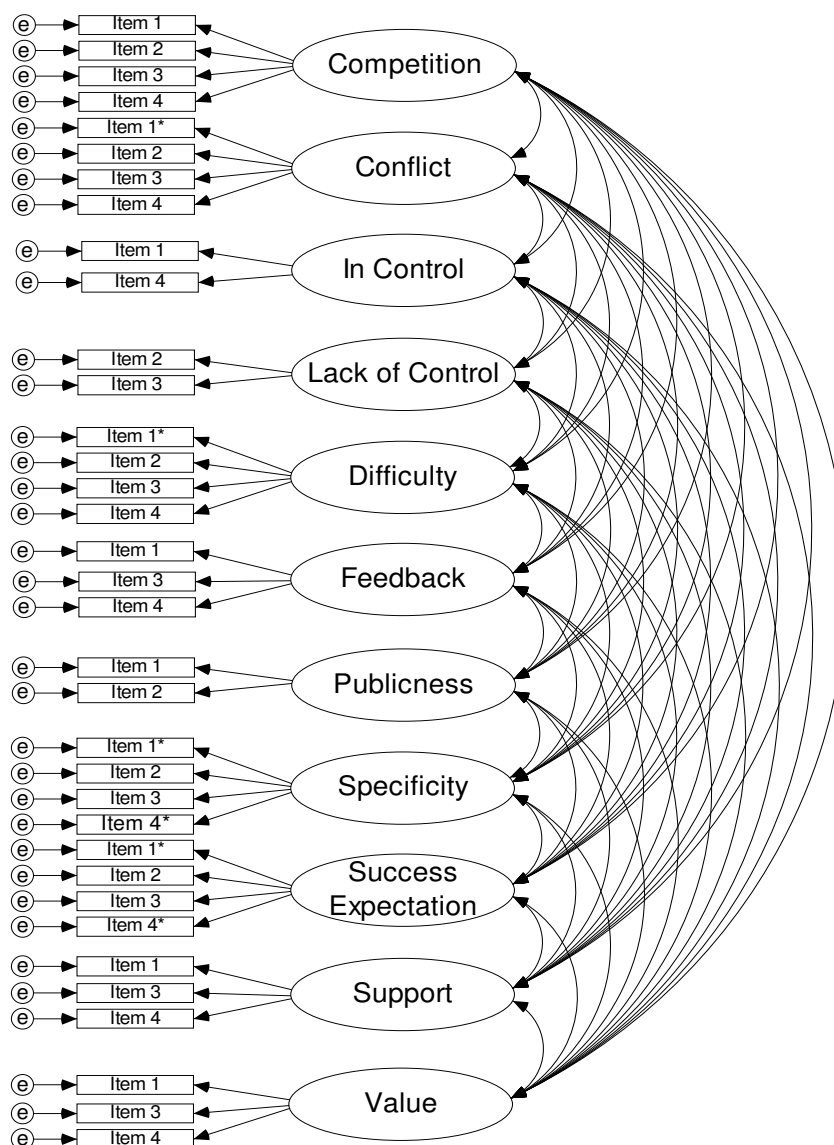 e Item 1
e Item 2
e Item 3
e Item 4
Competition
e Item 1*
e Item 2
e Item 3
e Item 4
Conflict
e Item 1
e Item 4
In Control
e Item 2
e Item 3
Lack of Control
e Item 1*
e Item 2
e Item 3
e Item 4
Difficulty
e Item 1
e Item 3
e Item 4
Feedback
e Item 1
e Item 2
Publicness
e Item 1*
e Item 2
e Item 3
e Item 4*
Specificity
e Item 1*
e Item 2
e Item 3
e Item 4*
Success
Expectation
e Item 1
e Item 3
e Item 4
Support
e Item 1
e Item 3
e Item 4
Value